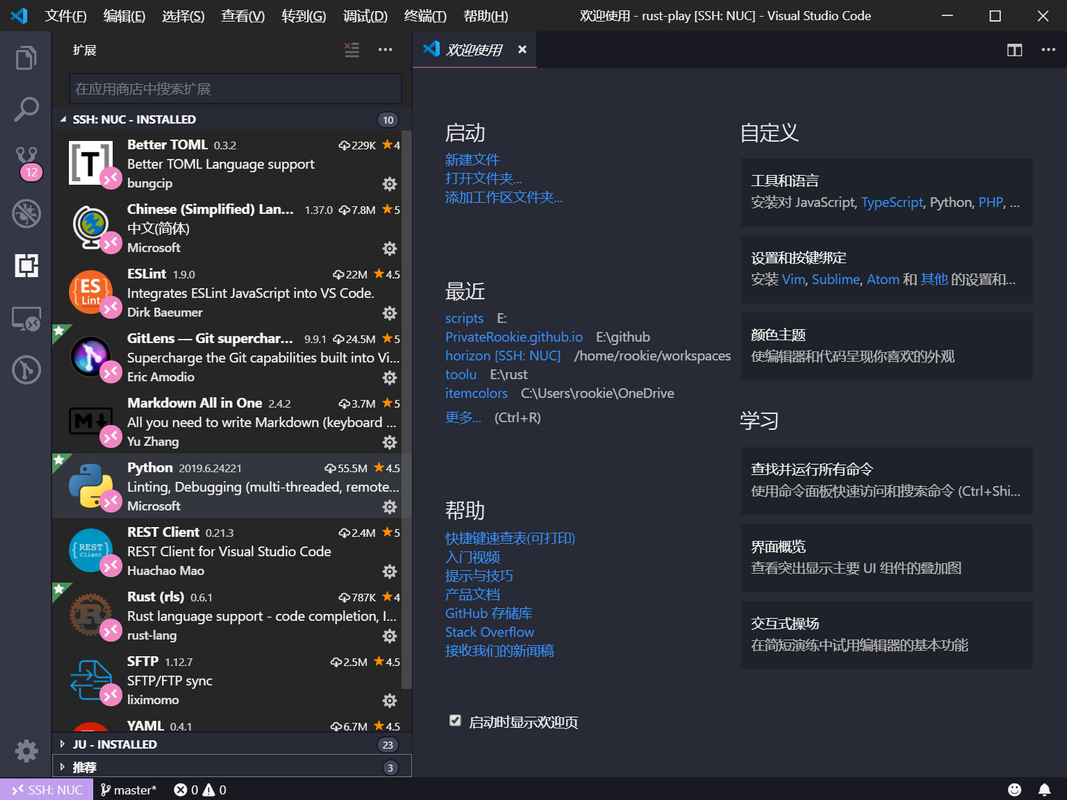 文件(F) 编辑(E) 选择(S) 查看(V) 转到(G) 调试(D) 终端(T) 帮助(H) 欢迎使用 - rust-play [SSH: NUC] - Visual Studio Code
扩展
在应用商店中搜索扩展
SSH: NUC - INSTALLED 10
Better TOML 0.3.2 229K 4
Better TOML Language support
bungcip
Chinese (Simplified) Lan... 1.37.0 7.8M 5
中文(简体)
Microsoft
ES Lint
ESLint 1.9.0 22M 4.5
Integrates ESLint JavaScript into VS Code.
Dirk Baeumer
GitLens — Git supercharg... 9.9.1 24.5M 5
Supercharge the Git capabilities built into Vi...
Eric Amodio
Markdown All in One 2.4.2 3.7M 5
All you need to write Markdown (keyboard ...
Yu Zhang
Python 2019.6.24221 55.5M 4.5
Linting, Debugging (multi-threaded, remote...
Microsoft
{REST} Client
REST Client 0.21.3 2.4M 5
REST Client for Visual Studio Code
Huachao Mao
Rust (rls) 0.6.1 787K 4
Rust language support - code completion, I...
rust-lang
SFTP 1.12.7 2.5M 4.5
SFTP/FTP sync
liximomo
YAML 0.4.1 6.7M 4.5
JU - INSTALLED 23
推荐 3
12
欢迎使用
启动
新建文件
打开文件夹...
添加工作区文件夹...
最近
scripts E:
PrivateRookie.github.io E:\github
horizon [SSH: NUC] /home/rookie/workspaces
toolu E:\rust
itemcolors C:\Users\rookie\OneDrive
更多... (Ctrl+R)
帮助
快捷键速查表(可打印)
入门视频
提示与技巧
产品文档
GitHub 存储库
Stack Overflow
接收我们的新闻稿
启动时显示欢迎页
自定义
工具和语言
安装对 JavaScript, TypeScript, Python, PHP, ...
设置和按键绑定
安装 Vim, Sublime, Atom 和 其他 的设置和...
颜色主题
使编辑器和代码呈现你喜欢的外观
学习
查找并运行所有命令
使用命令面板快速访问和搜索命令 (Ctrl+Shi...
界面概览
查看突出显示主要 UI 组件的叠加图
交互式操场
在简短演练中试用编辑器的基本功能
SSH: NUC master* 0 0